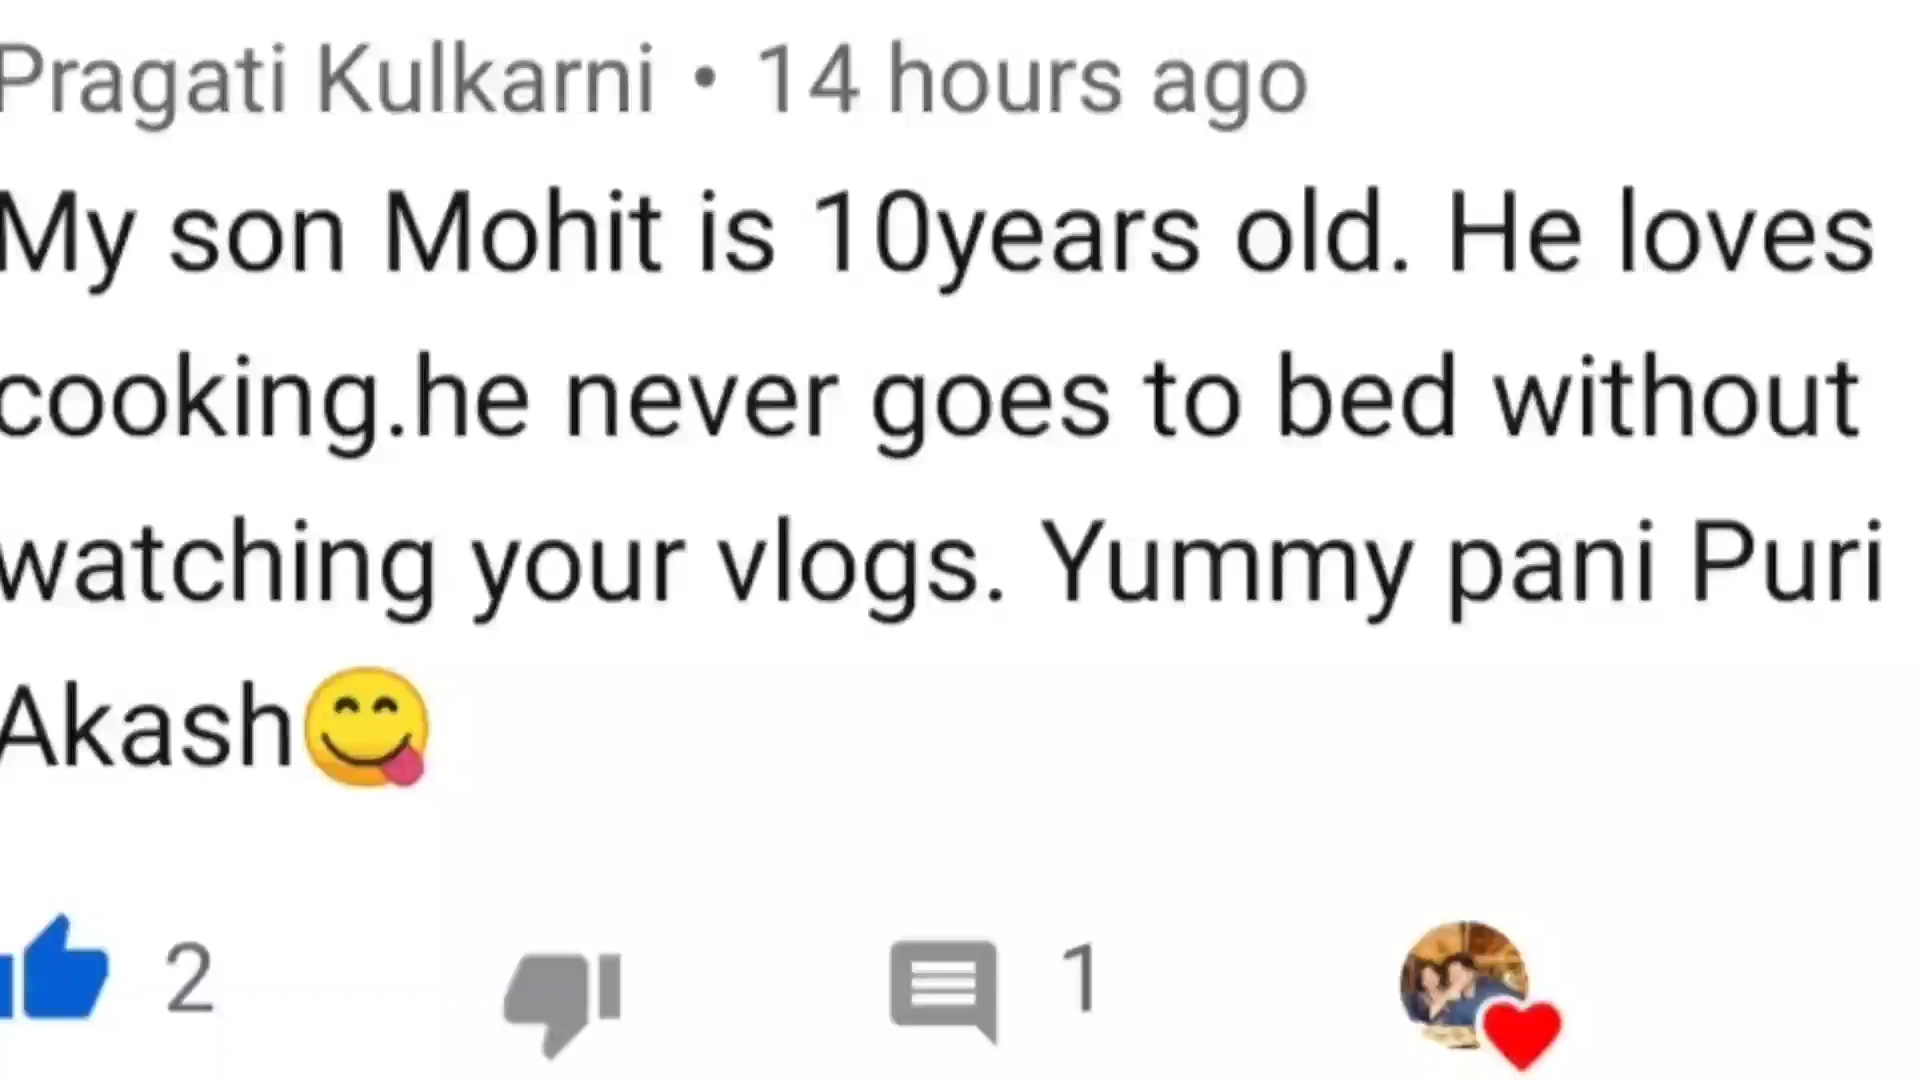 Pragati Kulkarni • 14 hours ago
My son Mohit is 10years old. He loves
cooking.he never goes to bed without
watching your vlogs. Yummy pani Puri
Akash😋
2 1